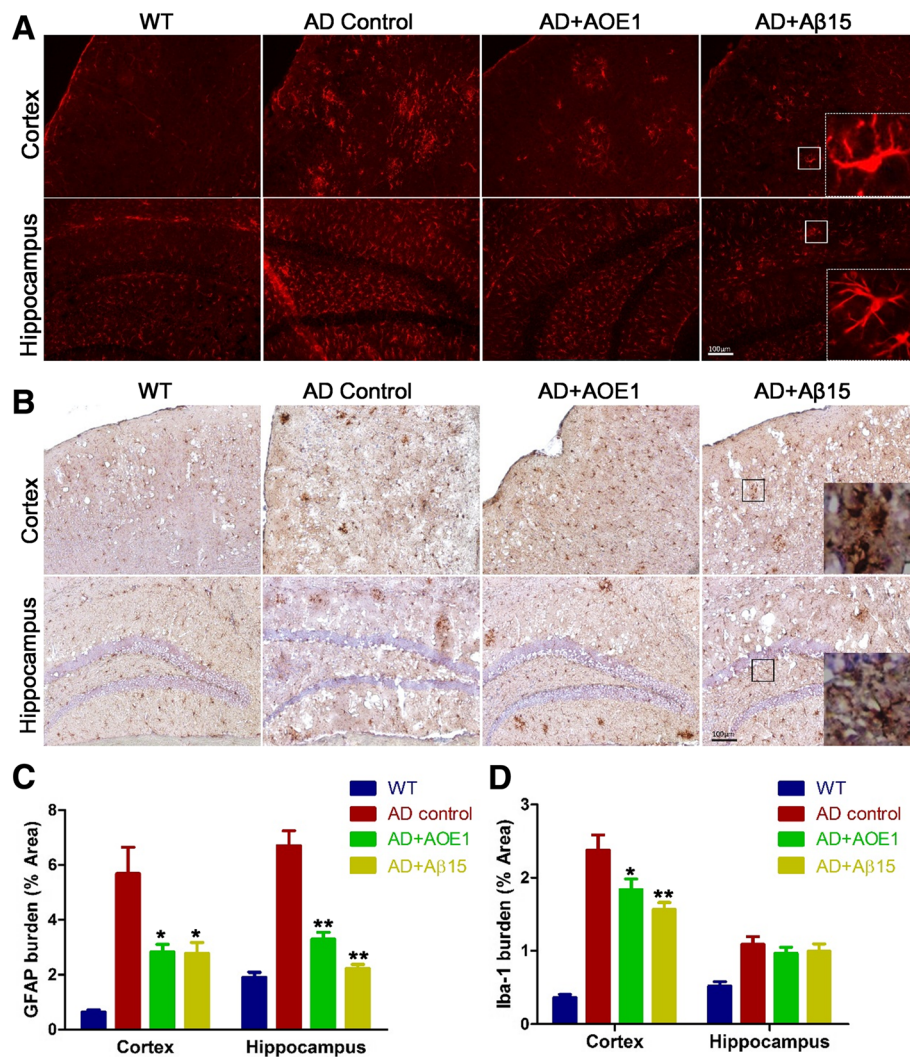 A
WT
AD Control
AD+AOE1
AD+Aβ15
Cortex
Hippocampus
100μm
B
WT
AD Control
AD+AOE1
AD+Aβ15
Cortex
Hippocampus
100μm
C
GFAP burden (% Area)
8
6
4
2
0
WT
AD control
AD+AOE1
AD+Aβ15
* *
** **
Cortex Hippocampus
D
Iba-1 burden (% Area)
3
2
1
0
WT
AD control
AD+AOE1
AD+Aβ15
* **
Cortex Hippocampus